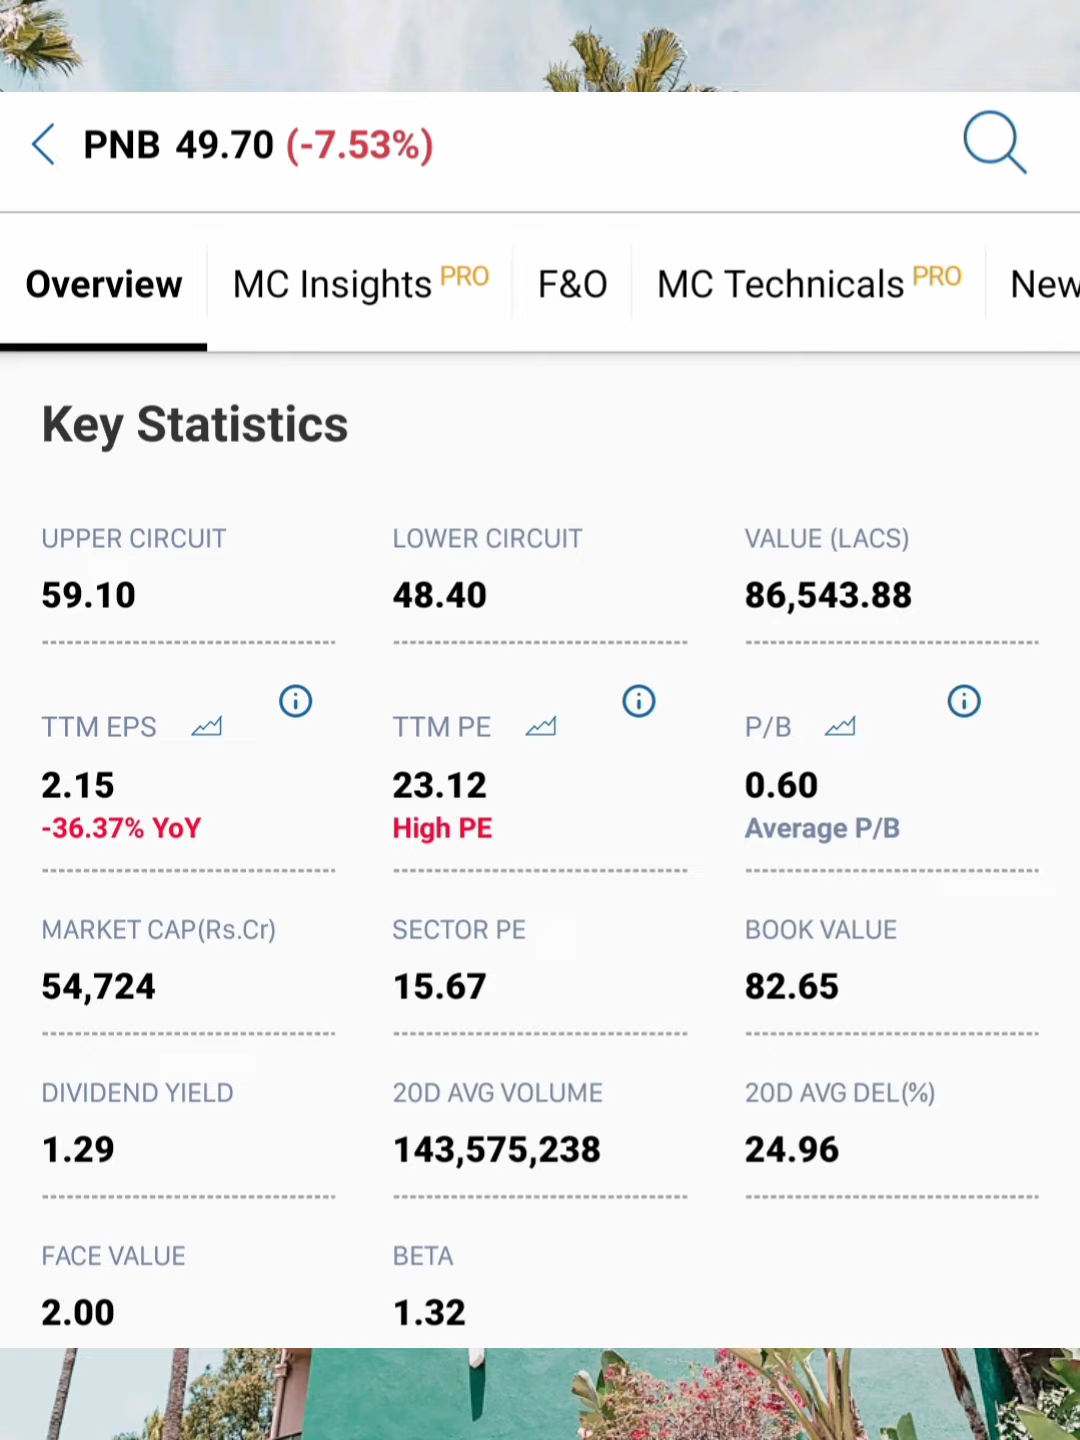 PNB 49.70 (-7.53%)
Overview MC Insights PRO F&O MC Technicals PRO New
Key Statistics
UPPER CIRCUIT LOWER CIRCUIT VALUE (LACS)
59.10 48.40 86,543.88
TTM EPS TTM PE P/B
2.15 23.12 0.60
-36.37% YoY High PE Average P/B
MARKET CAP(Rs.Cr) SECTOR PE BOOK VALUE
54,724 15.67 82.65
DIVIDEND YIELD 20D AVG VOLUME 20D AVG DEL(%)
1.29 143,575,238 24.96
FACE VALUE BETA
2.00 1.32